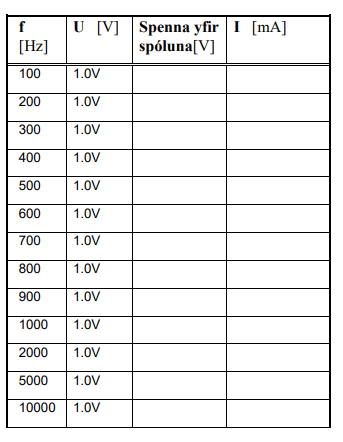 f [Hz] U [V] Spenna yfir spóluna[V] I [mA]
100 1.0V
200 1.0V
300 1.0V
400 1.0V
500 1.0V
600 1.0V
700 1.0V
800 1.0V
900 1.0V
1000 1.0V
2000 1.0V
5000 1.0V
10000 1.0V